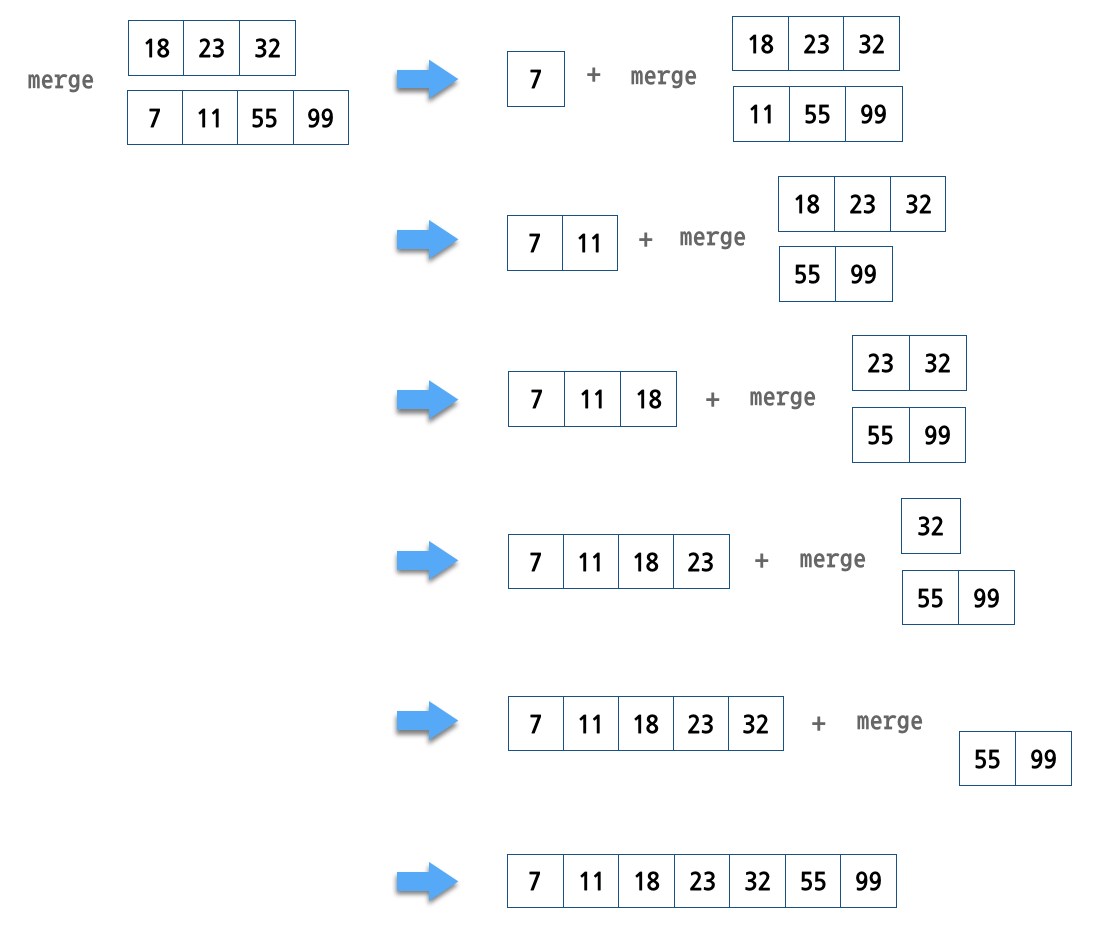 18 23 32
merge
7 11 55 99
18 23 32
7 + merge
11 55 99
18 23 32
7 11 + merge
55 99
23 32
7 11 18 + merge
55 99
32
7 11 18 23 + merge
55 99
7 11 18 23 32 + merge
55 99
7 11 18 23 32 55 99